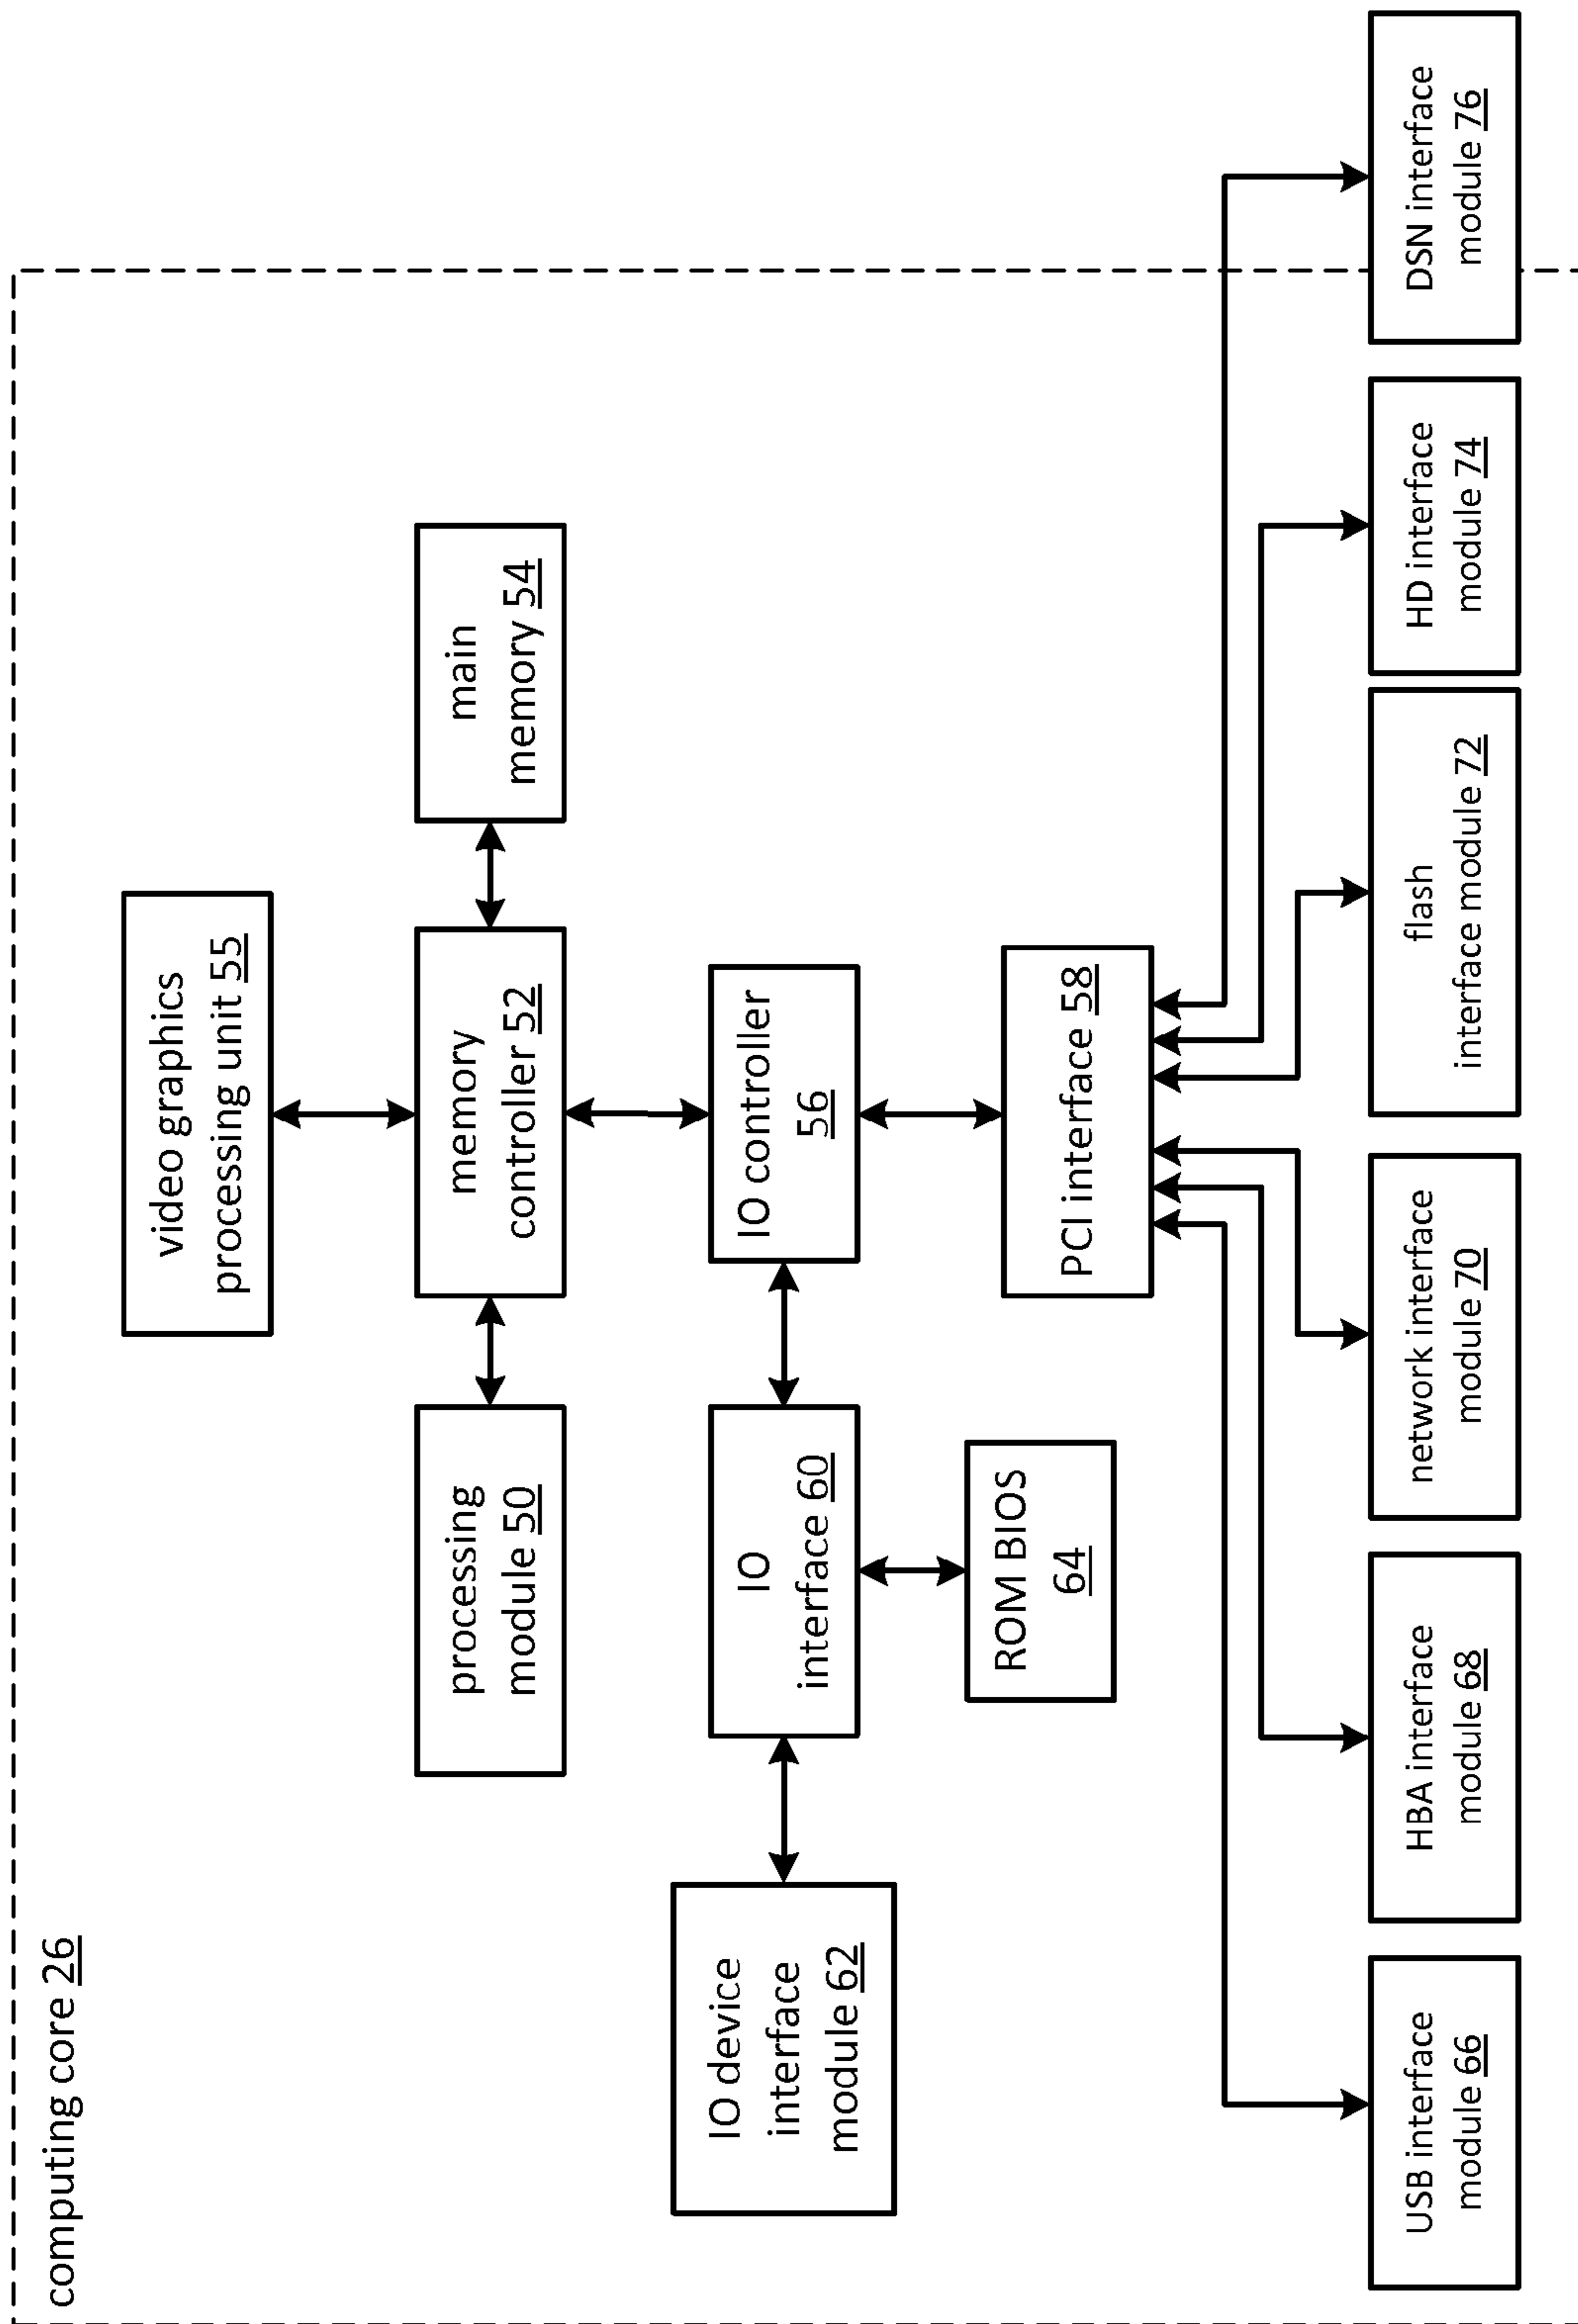 computing core 26
video graphics
processing unit 55
processing
module 50
memory
controller 52
main
memory 54
IO device
interface
module 62
IO
interface 60
IO controller
56
ROM BIOS
64
PCI interface 58
USB interface
module 66
HBA interface
module 68
network interface
module 70
flash
interface module 72
HD interface
module 74
DSN interface
module 76